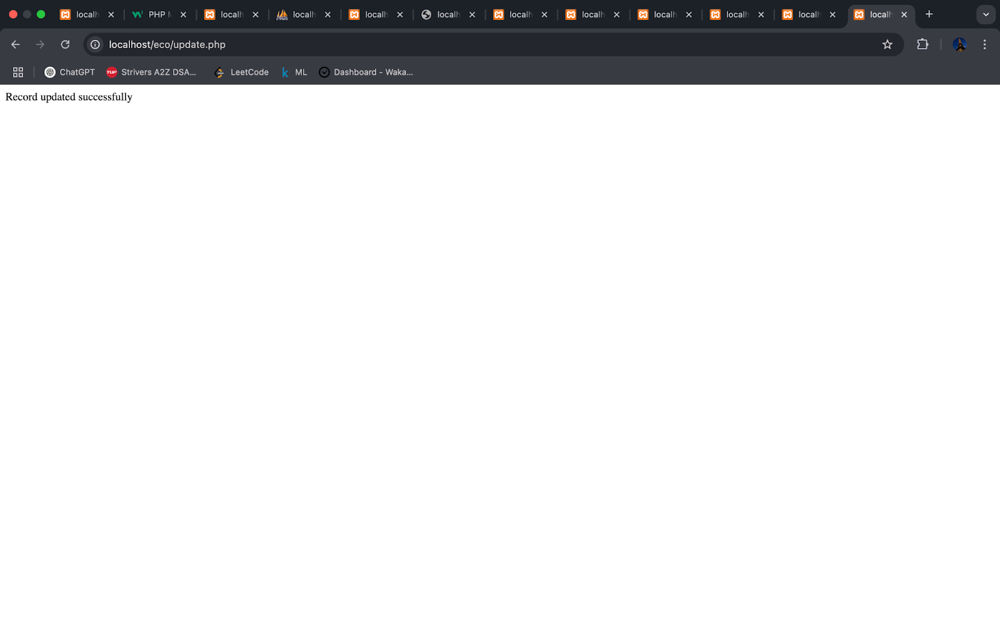 localh PHP M localh localh localh localh localh localh localh localh localh localh
localhost/eco/update.php
ChatGPT TUF Strivers A2Z DSA... LeetCode k ML Dashboard - Waka...
Record updated successfully